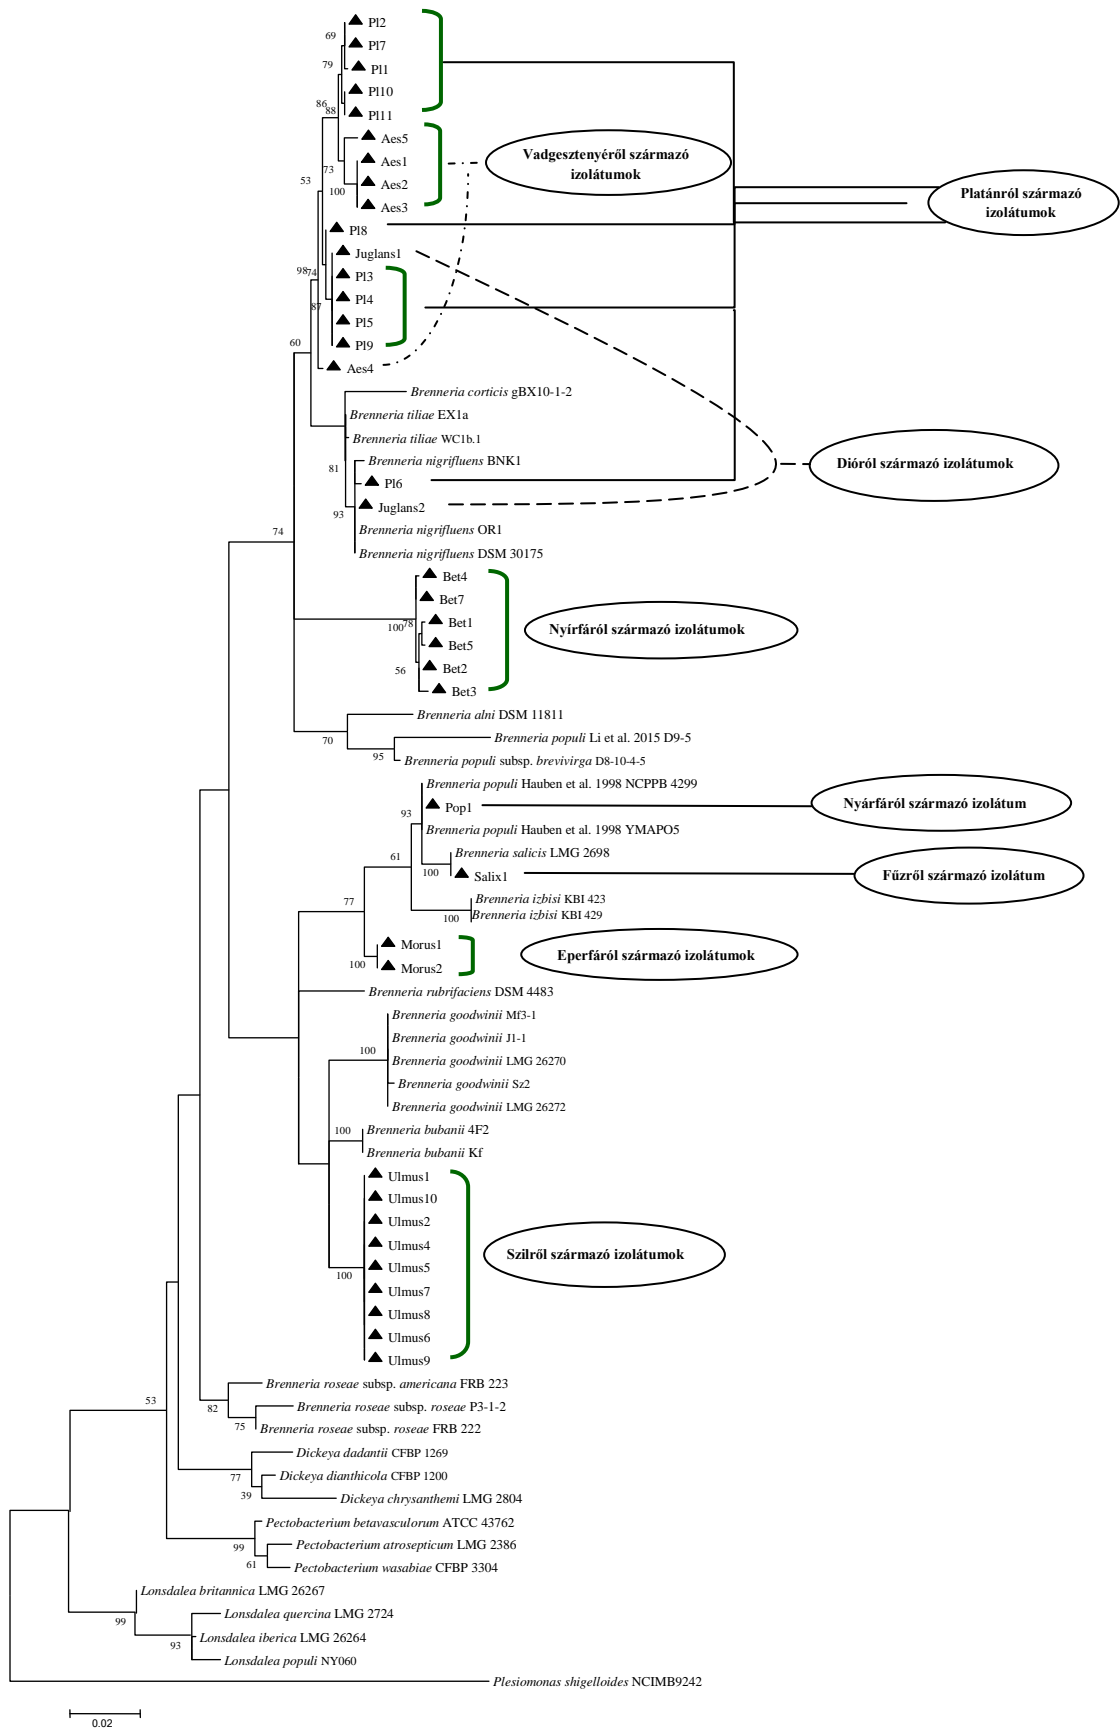 Pl2
69
Pl7
79
Pl1
Pl10
86
88
Pl11
Aes5
Aes1
73
Aes2
53
100
Aes3
Vadgesztenyéről származó
izolátumok
Platánról származó
izolátumok
Pl8
Juglans1
98
74
Pl3
Pl4
87
Pl5
Pl9
60
Aes4
Brenneria corticis gBX10-1-2
Brenneria tiliae EX1a
Brenneria tiliae WC1b.1
Brenneria nigrifluens BNK1
81
Pl6
Juglans2
93
Dióról származó izolátumok
Brenneria nigrifluens OR1
74
Brenneria nigrifluens DSM 30175
Bet4
Bet7
Bet1
100
78
Bet5
Bet2
56
Bet3
Nyírfáról származó izolátumok
Brenneria alni DSM 11811
70
Brenneria populi Li et al. 2015 D9-5
95
Brenneria populi subsp. brevivirga D8-10-4-5
Brenneria populi Hauben et al. 1998 NCPPB 4299
93
Pop1
Nyárfáról származó izolátum
Brenneria populi Hauben et al. 1998 YMAPO5
61
Brenneria salicis LMG 2698
100
Salix1
Fűzről származó izolátum
77
Brenneria izbisi KBI 423
100
Brenneria izbisi KBI 429
Morus1
100
Morus2
Eperfáról származó izolátumok
Brenneria rubrifaciens DSM 4483
Brenneria goodwinii Mf3-1
Brenneria goodwinii J1-1
100
Brenneria goodwinii LMG 26270
Brenneria goodwinii Sz2
Brenneria goodwinii LMG 26272
100
Brenneria bubanii 4F2
Brenneria bubanii Kf
Ulmus1
Ulmus10
Ulmus2
Ulmus4
Ulmus5
100
Ulmus7
Ulmus8
Ulmus6
Ulmus9
Szilről származó izolátumok
Brenneria roseae subsp. americana FRB 223
53
82
Brenneria roseae subsp. roseae P3-1-2
75
Brenneria roseae subsp. roseae FRB 222
Dickeya dadantii CFBP 1269
77
Dickeya dianthicola CFBP 1200
39
Dickeya chrysanthemi LMG 2804
Pectobacterium betavasculorum ATCC 43762
99
Pectobacterium atrosepticum LMG 2386
61
Pectobacterium wasabiae CFBP 3304
Lonsdalea britannica LMG 26267
99
Lonsdalea quercina LMG 2724
93
Lonsdalea iberica LMG 26264
Lonsdalea populi NY060
Plesiomonas shigelloides NCIMB9242
0.02